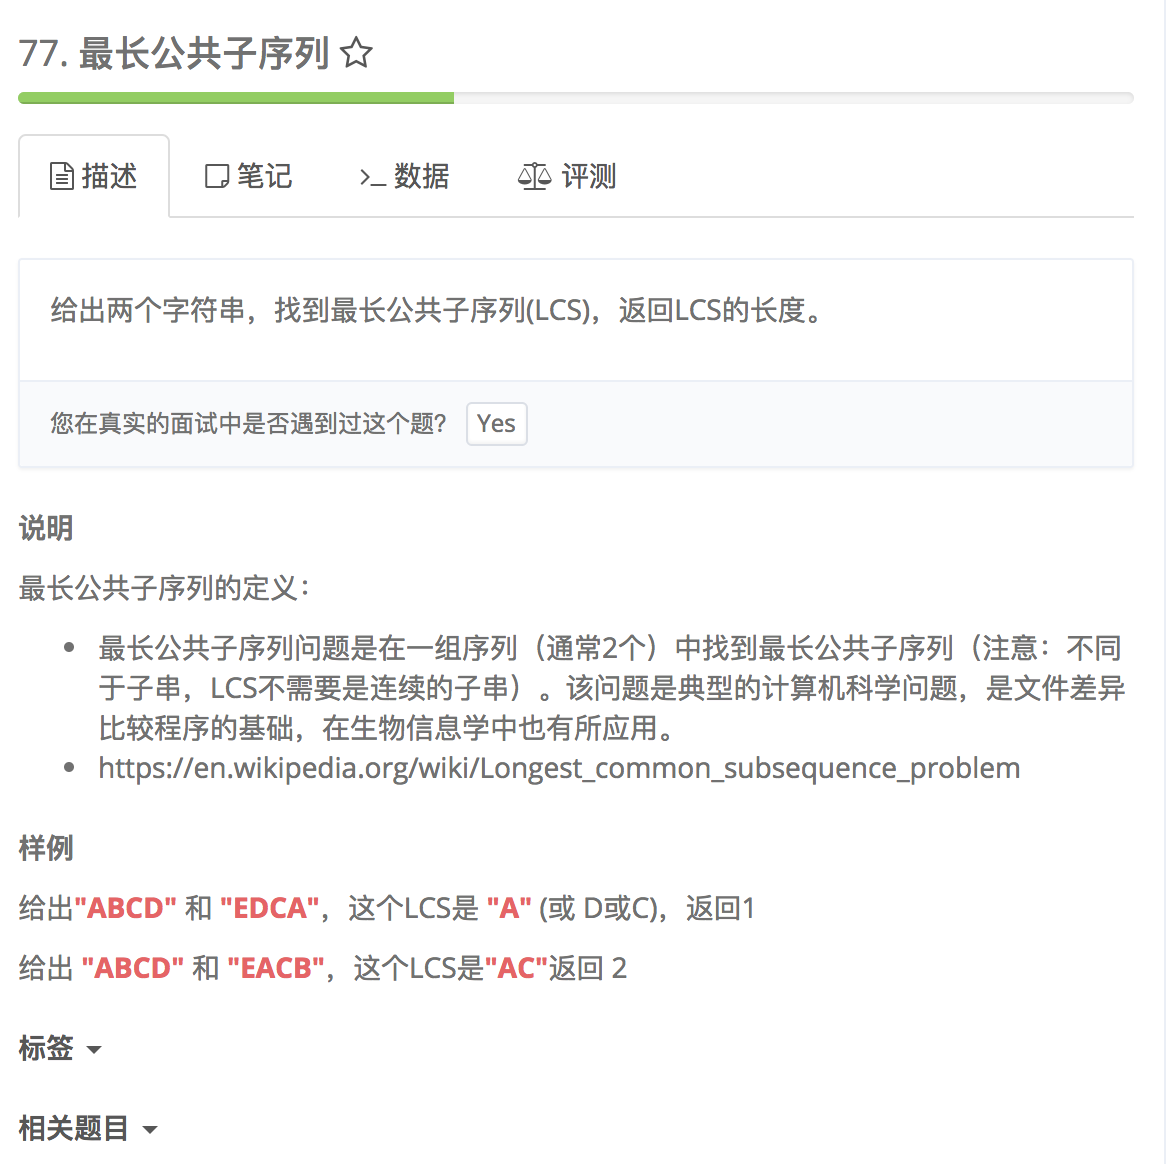 77. 最长公共子序列
描述
笔记
>_ 数据
评测
给出两个字符串，找到最长公共子序列(LCS)，返回LCS的长度。
您在真实的面试中是否遇到过这个题？ Yes
说明
最长公共子序列的定义：
• 最长公共子序列问题是在一组序列（通常2个）中找到最长公共子序列（注意：不同
于子串，LCS不需要是连续的子串）。该问题是典型的计算机科学问题，是文件差异
比较程序的基础，在生物信息学中也有所应用。
• https://en.wikipedia.org/wiki/Longest_common_subsequence_problem
样例
给出"ABCD" 和 "EDCA"，这个LCS是 "A" (或 D或C)，返回1
给出 "ABCD" 和 "EACB"，这个LCS是"AC"返回 2
标签
相关题目